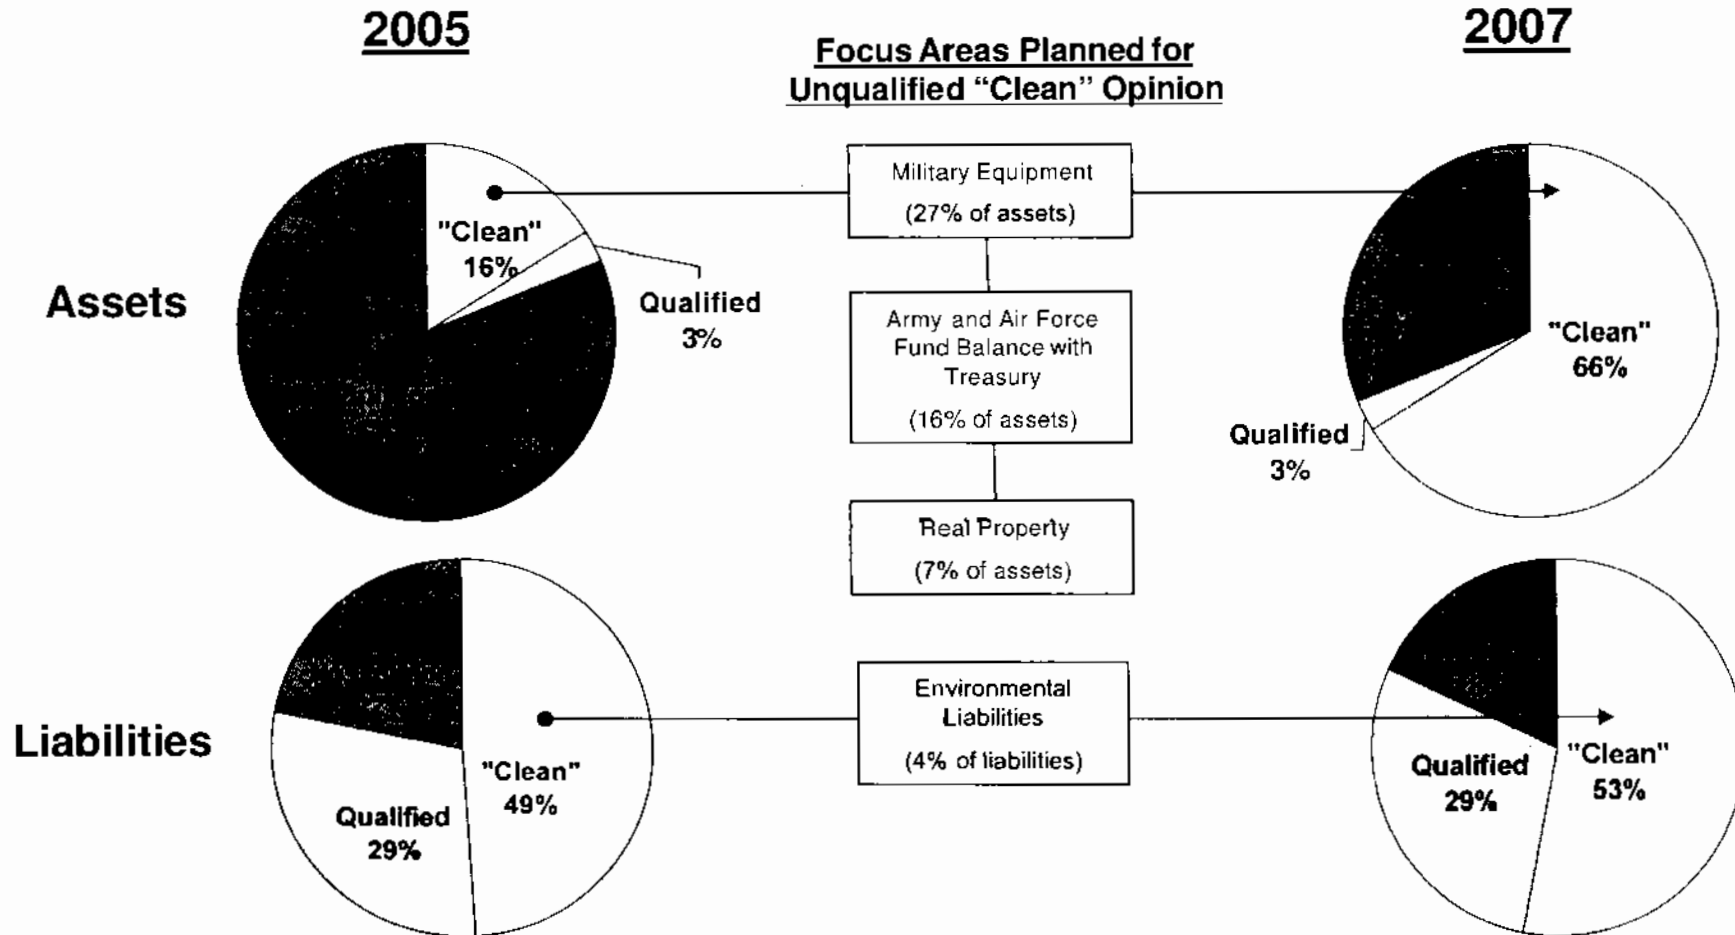 2005
Focus Areas Planned for
Unqualified “Clean” Opinion
2007
Assets
"Clean"
16%
Qualified
3%
Military Equipment
(27% of assets)
Army and Air Force
Fund Balance with
Treasury
(16% of assets)
Real Property
(7% of assets)
"Clean"
66%
Qualified
3%
Liabilities
"Clean"
49%
Qualified
29%
Environmental
Liabilities
(4% of liabilities)
Qualified
29%
"Clean"
53%